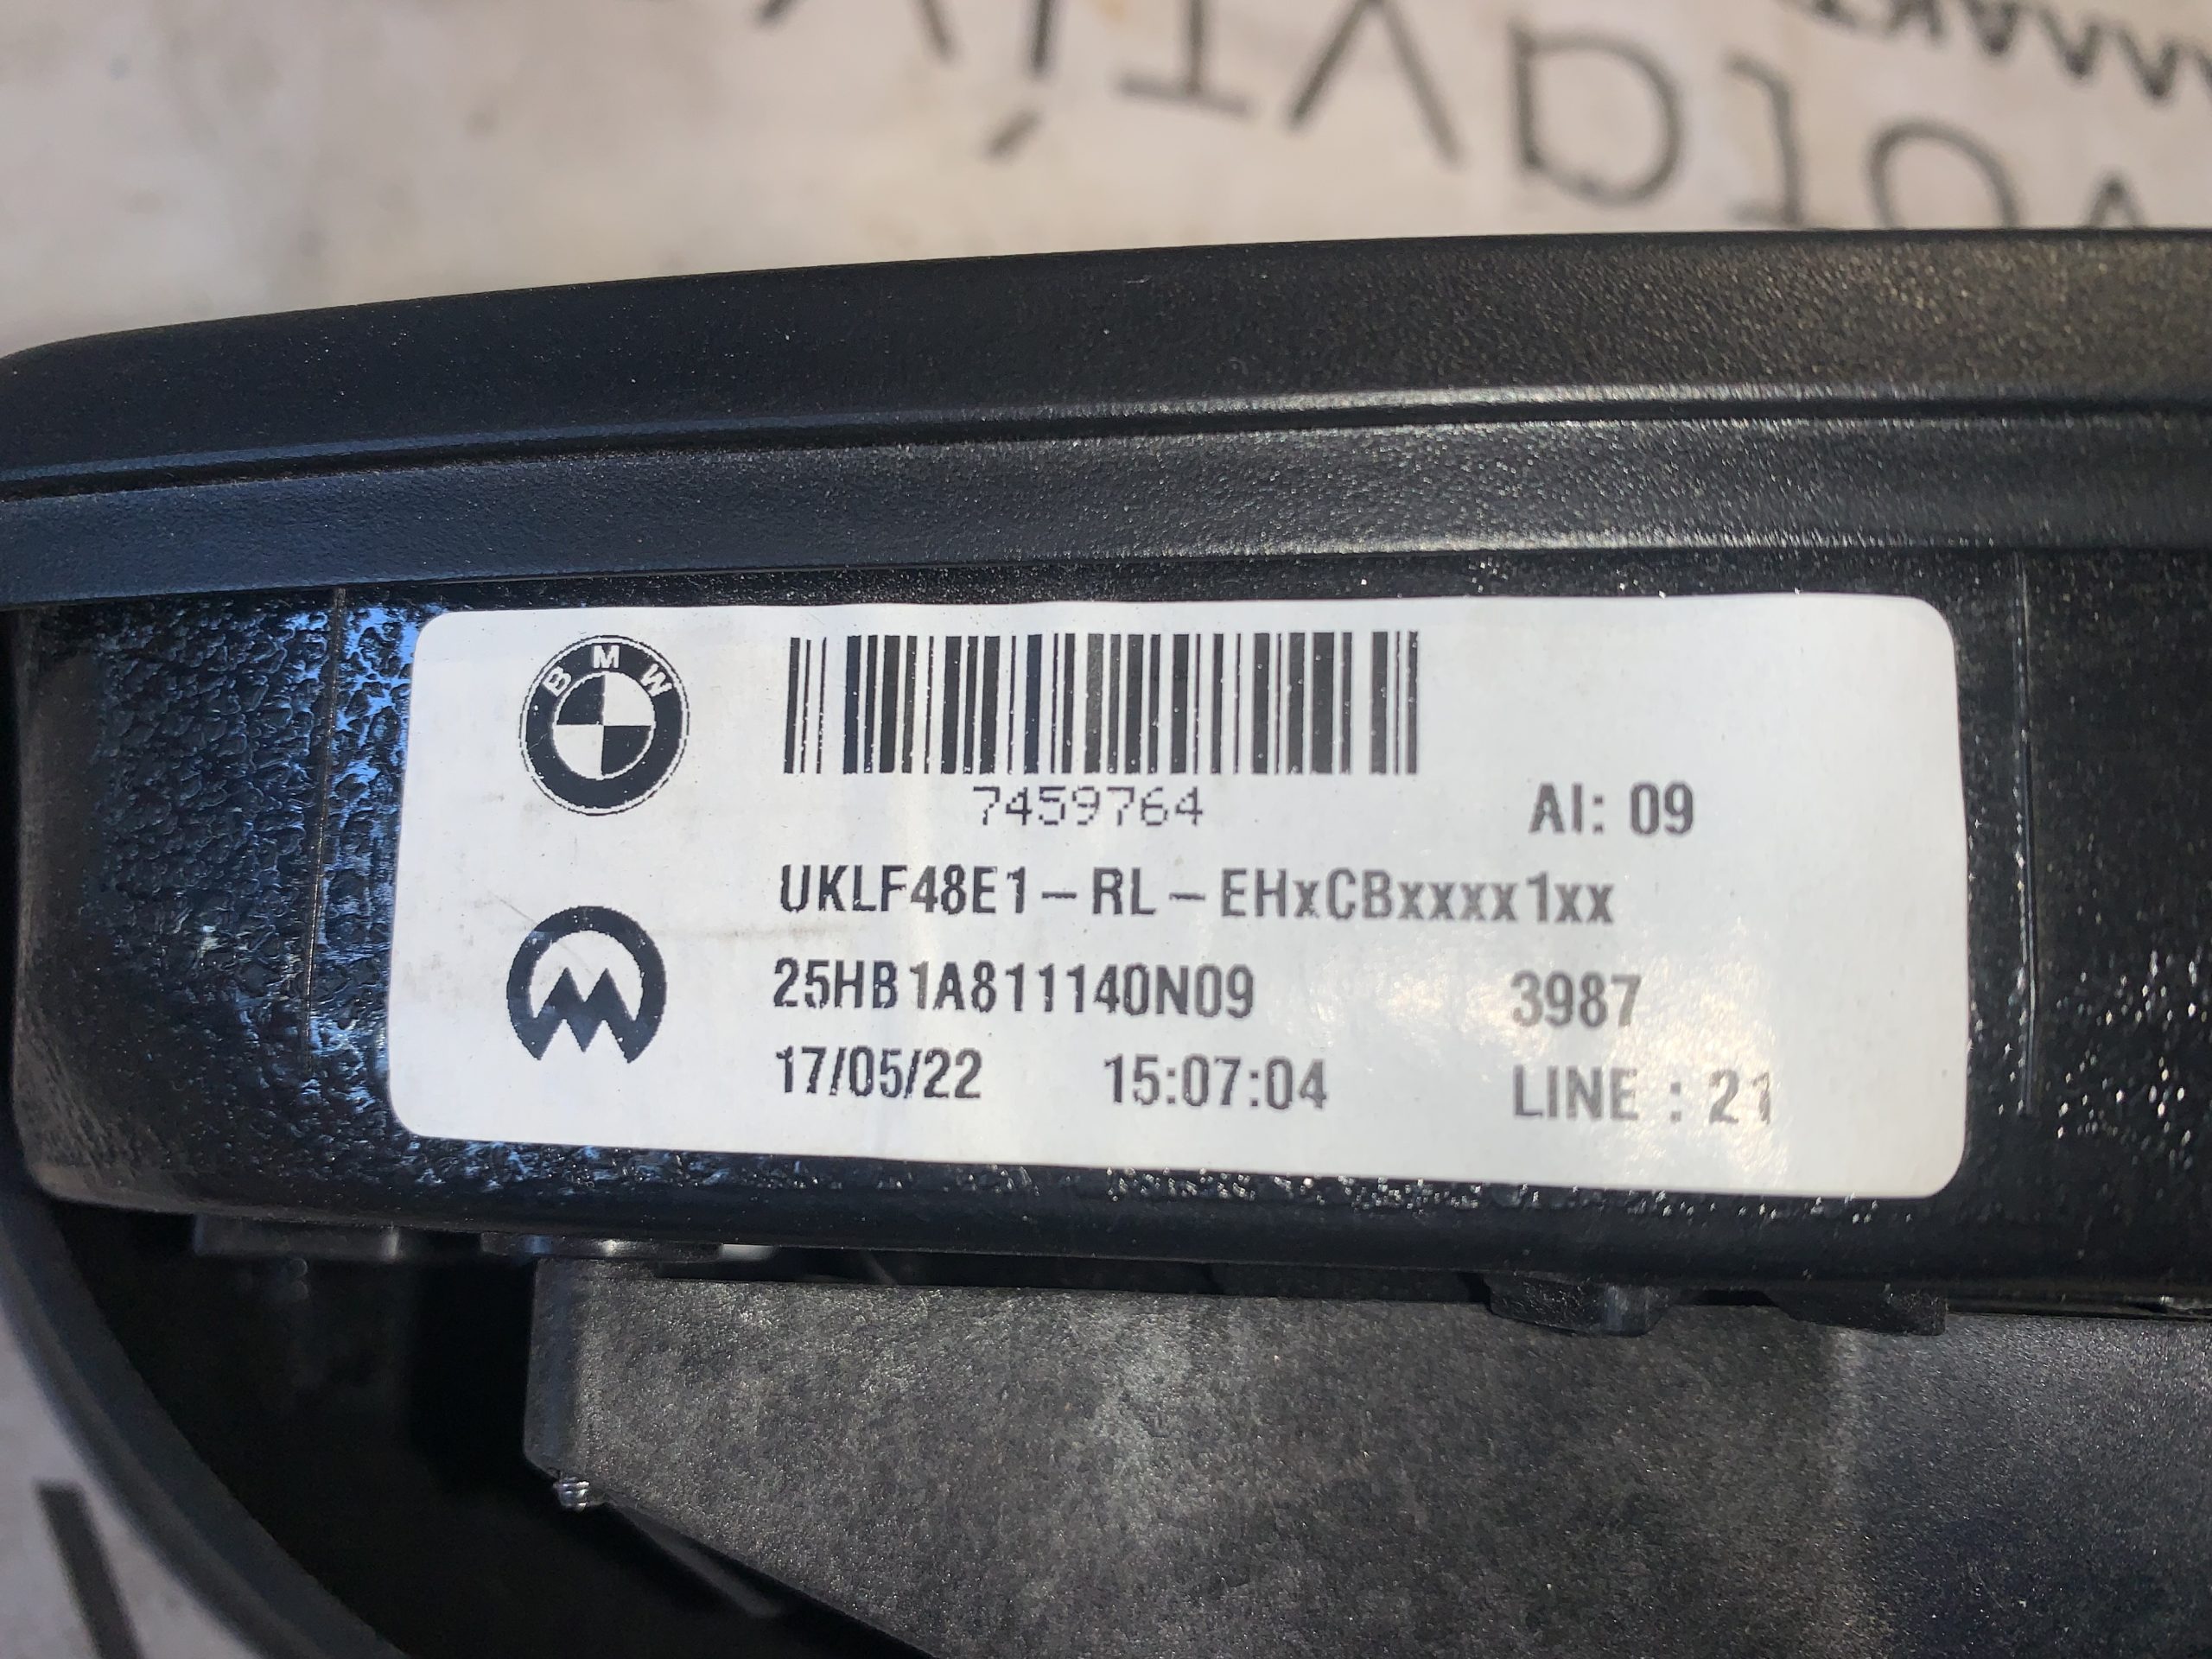 BMW
7459764
AI: 09
UKLF48E1-RL-EHxCBxxxx1xx
25HB1A811140N09 3987
17/05/22 15:07:04 LINE : 21